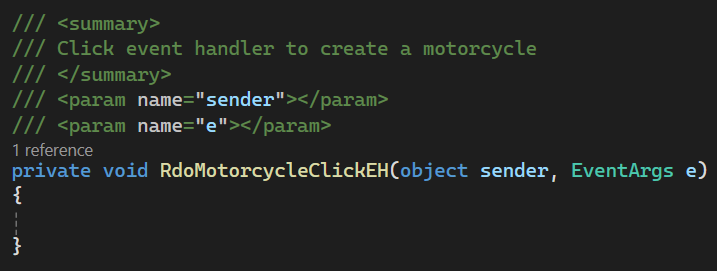 /// <summary>
/// Click event handler to create a motorcycle
/// </summary>
/// <param name="sender"></param>
/// <param name="e"></param>
1 reference
private void RdoMotorcycleClickEH(object sender, EventArgs e)
{
}